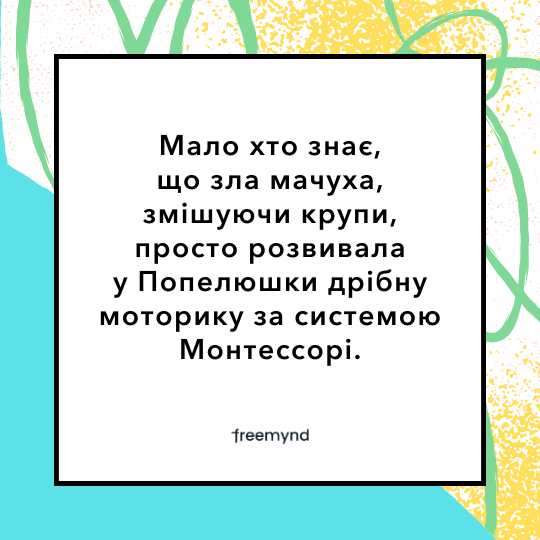 Мало хто знає,
що зла мачуха,
змішуючи крупи,
просто розвивала
у Попелюшки дрібну
моторику за системою
Монтессорі.
freemynd